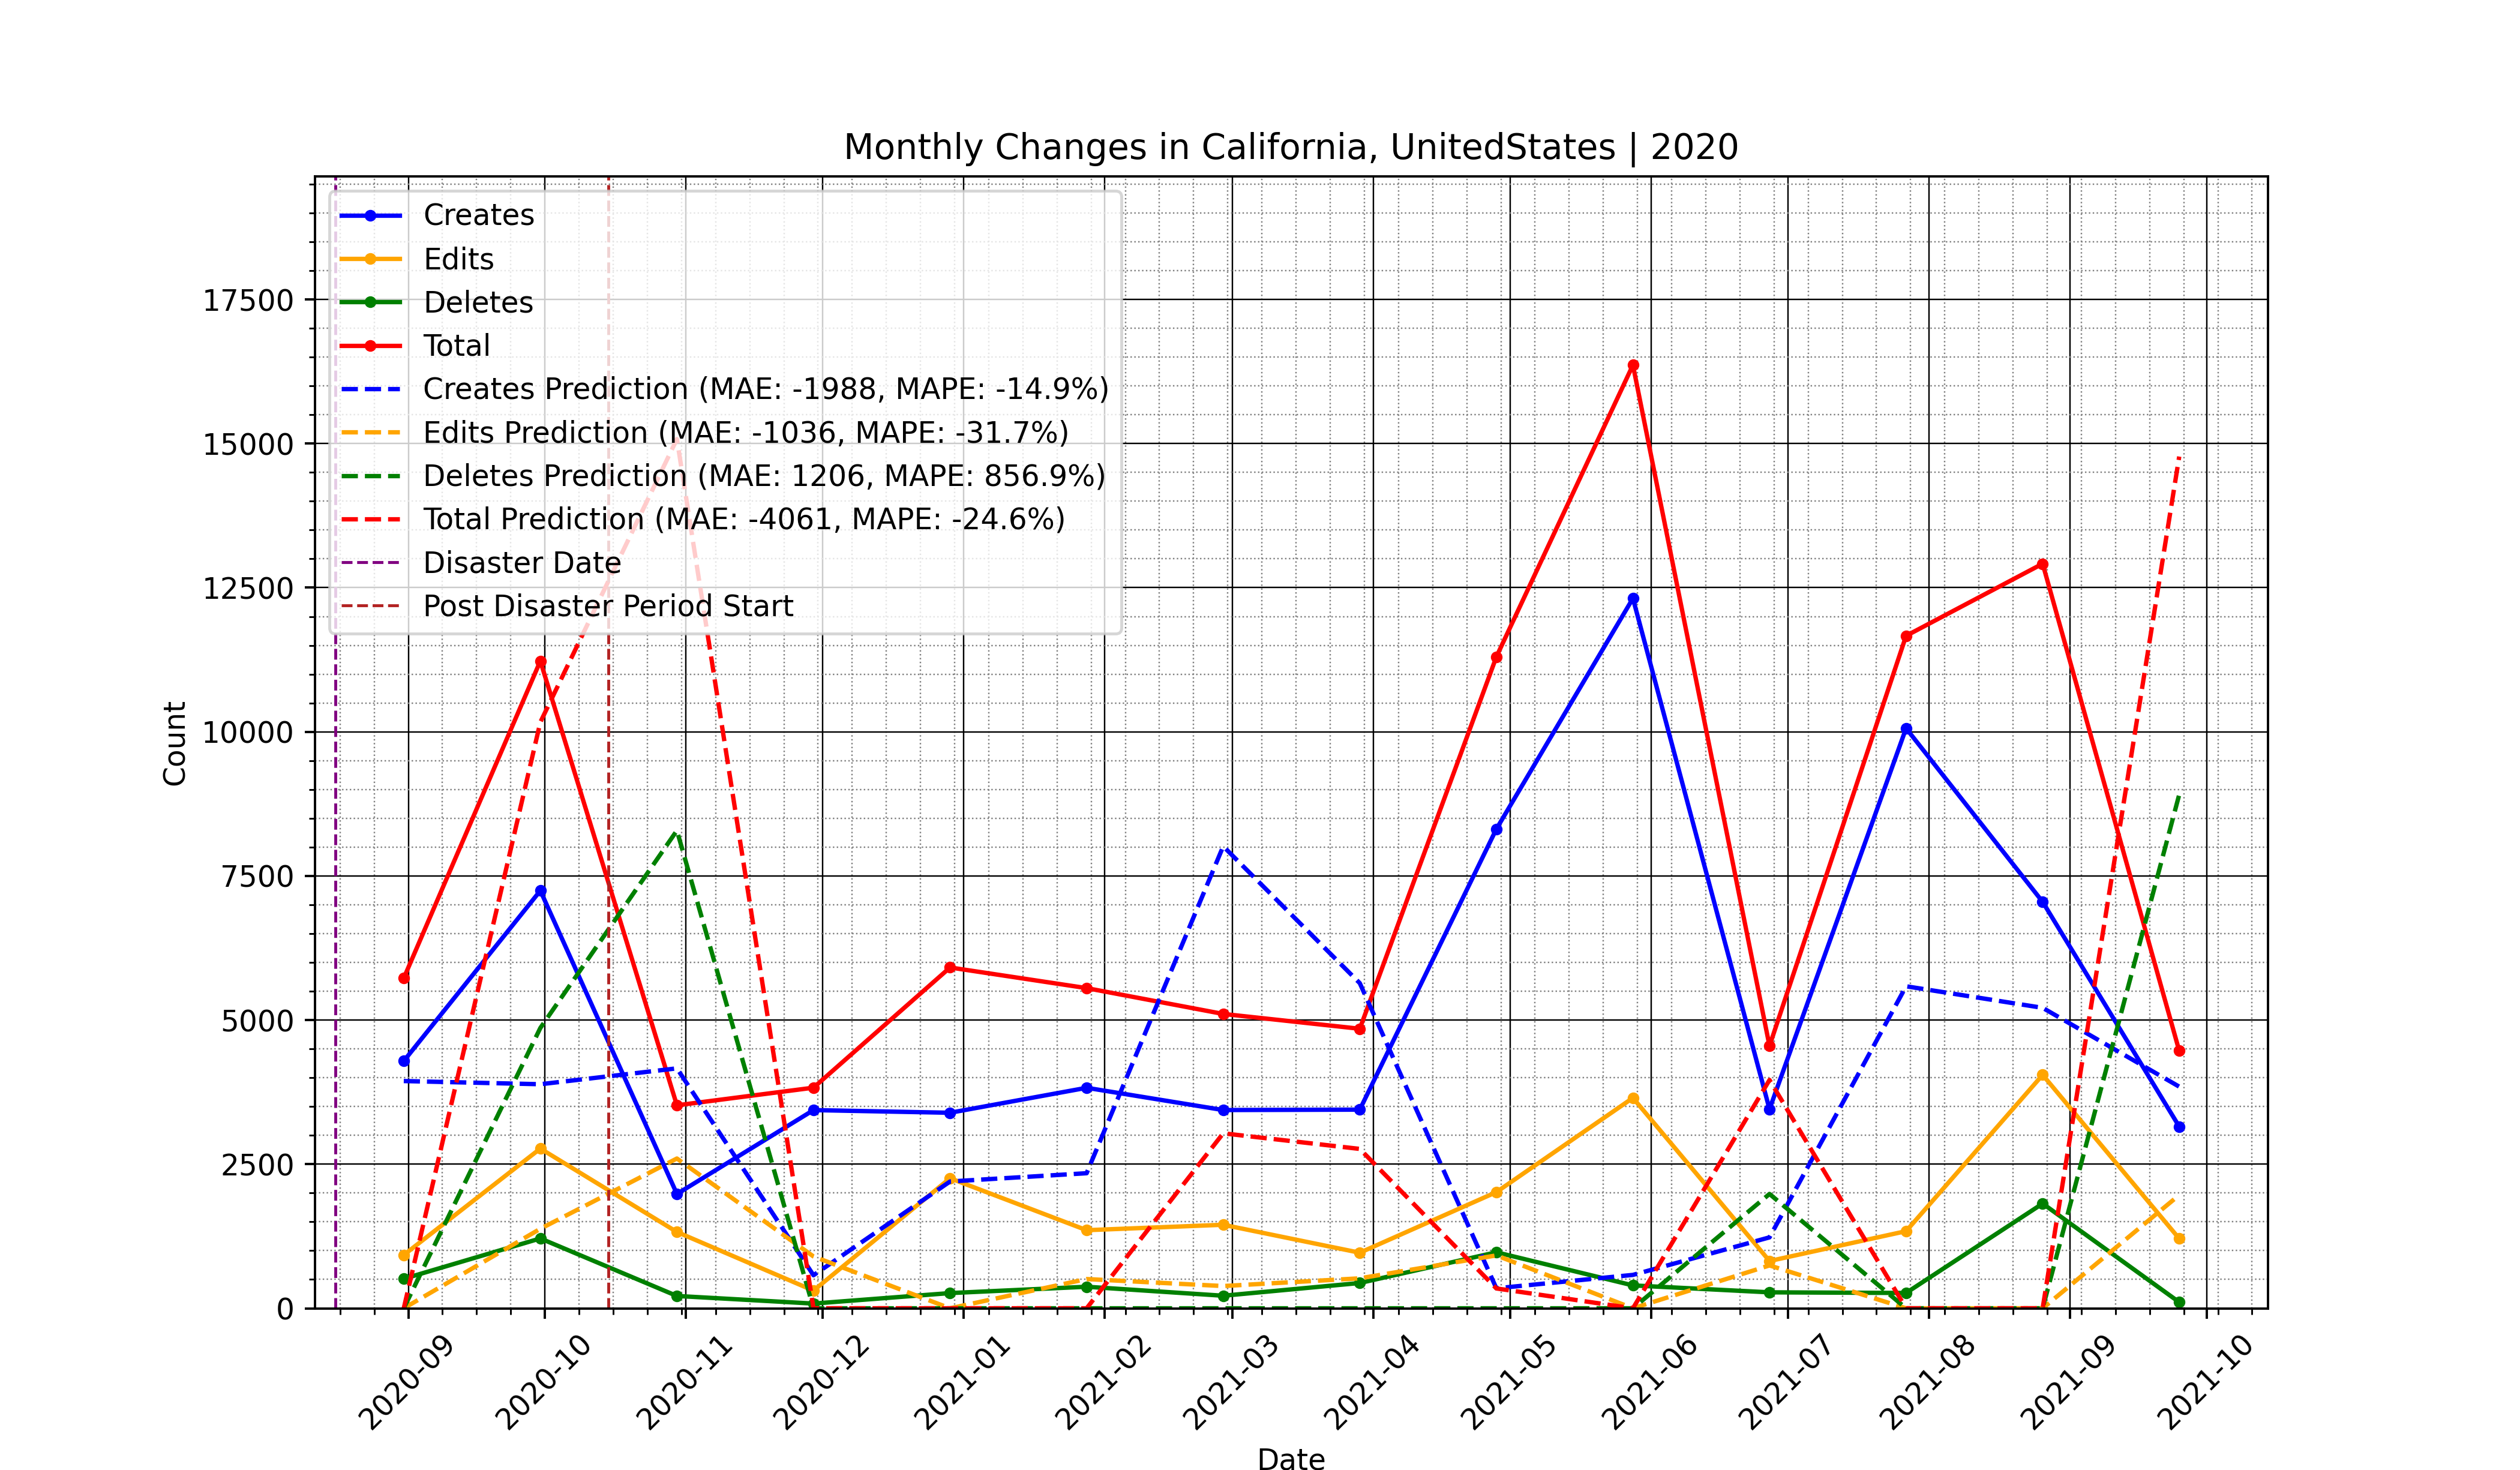 Monthly Changes in California, UnitedStates | 2020
Creates
Edits
Deletes
Total
Creates Prediction (MAE: -1988, MAPE: -14.9%)
Edits Prediction (MAE: -1036, MAPE: -31.7%)
Deletes Prediction (MAE: 1206, MAPE: 856.9%)
Total Prediction (MAE: -4061, MAPE: -24.6%)
Disaster Date
Post Disaster Period Start
17500
15000
12500
10000
7500
5000
2500
0
Count
2020-09
2020-10
2020-11
2020-12
2021-01
2021-02
2021-03
2021-04
2021-05
2021-06
2021-07
2021-08
2021-09
2021-10
Date